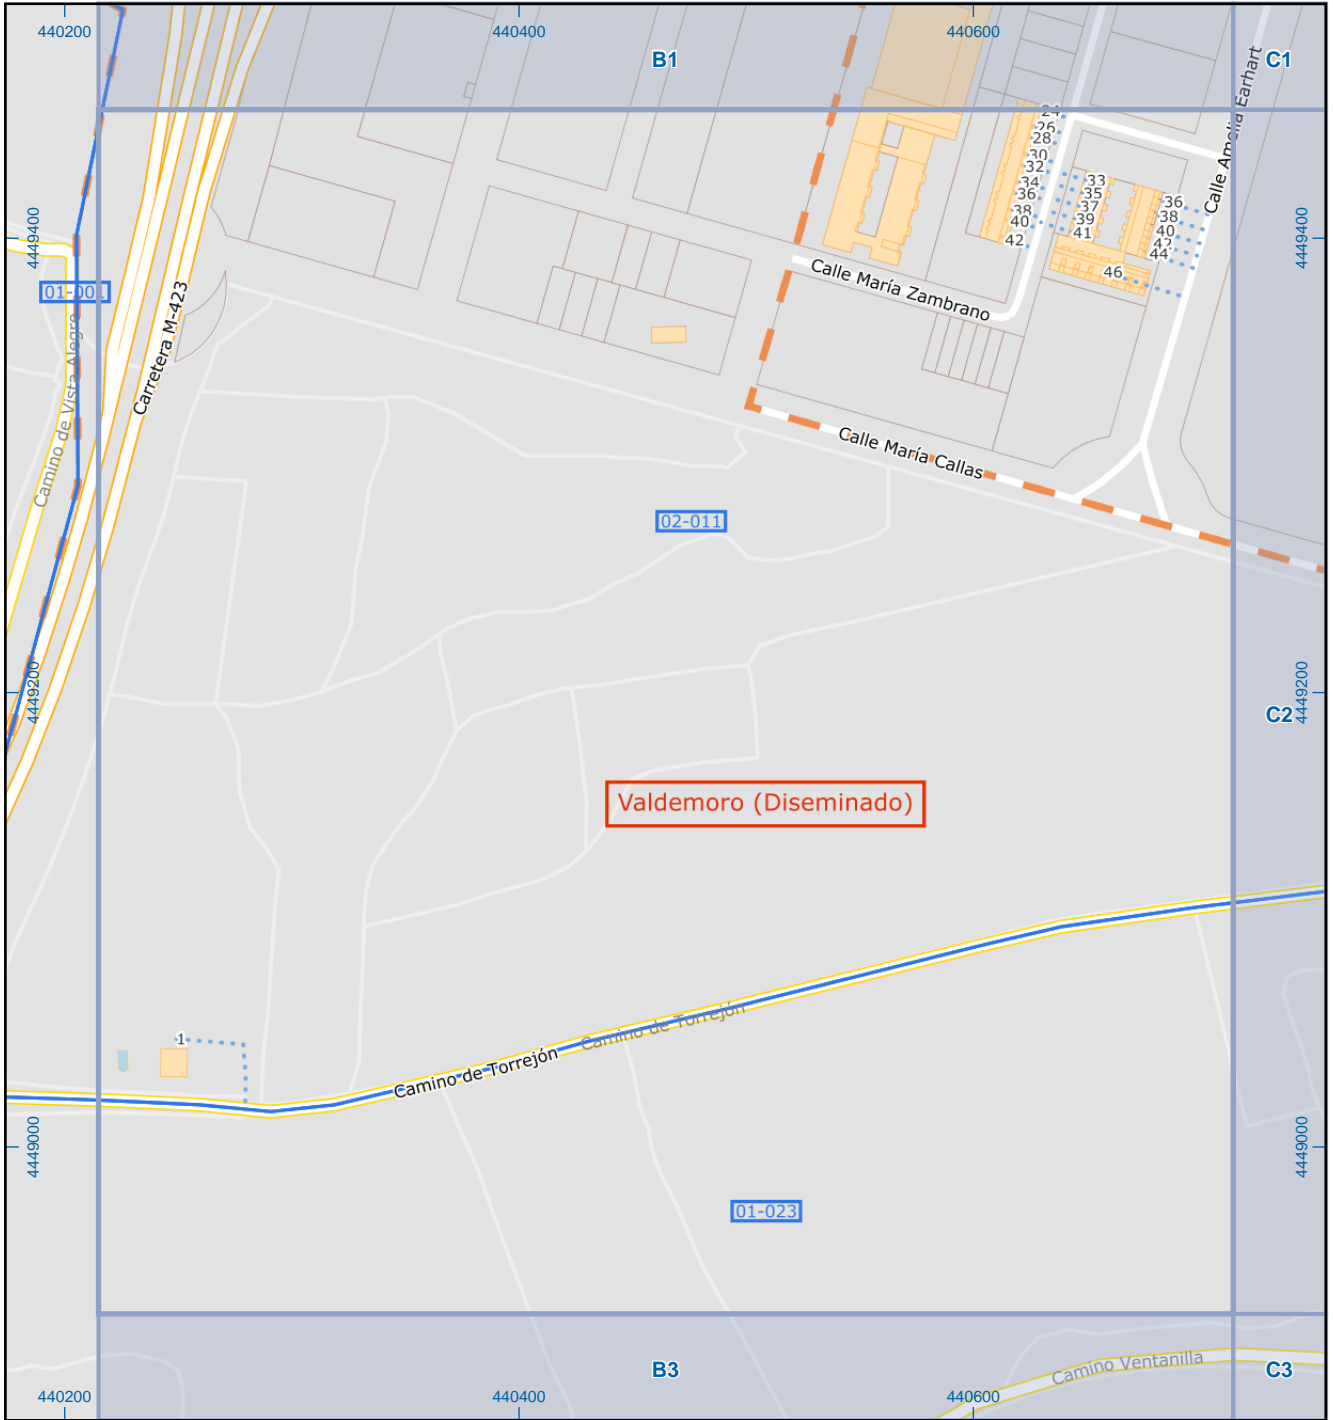 440200
440400
440600
B1
C1
Calle Amelia Earhart
24
26
28
30
32
34
36
38
40
42
33
35
37
39
41
36
38
40
42
44
46
4449400
4449400
Calle María Zambrano
01-001
Carretera M-423
Camino de Vista Alegre
Calle María Callas
02-011
4449200
4449200
C2
Valdemoro (Diseminado)
Camino de Torrejón
1
Camino de Torrejón
4449000
4449000
01-023
Camino Ventanilla
B3
C3
440200
440400
440600